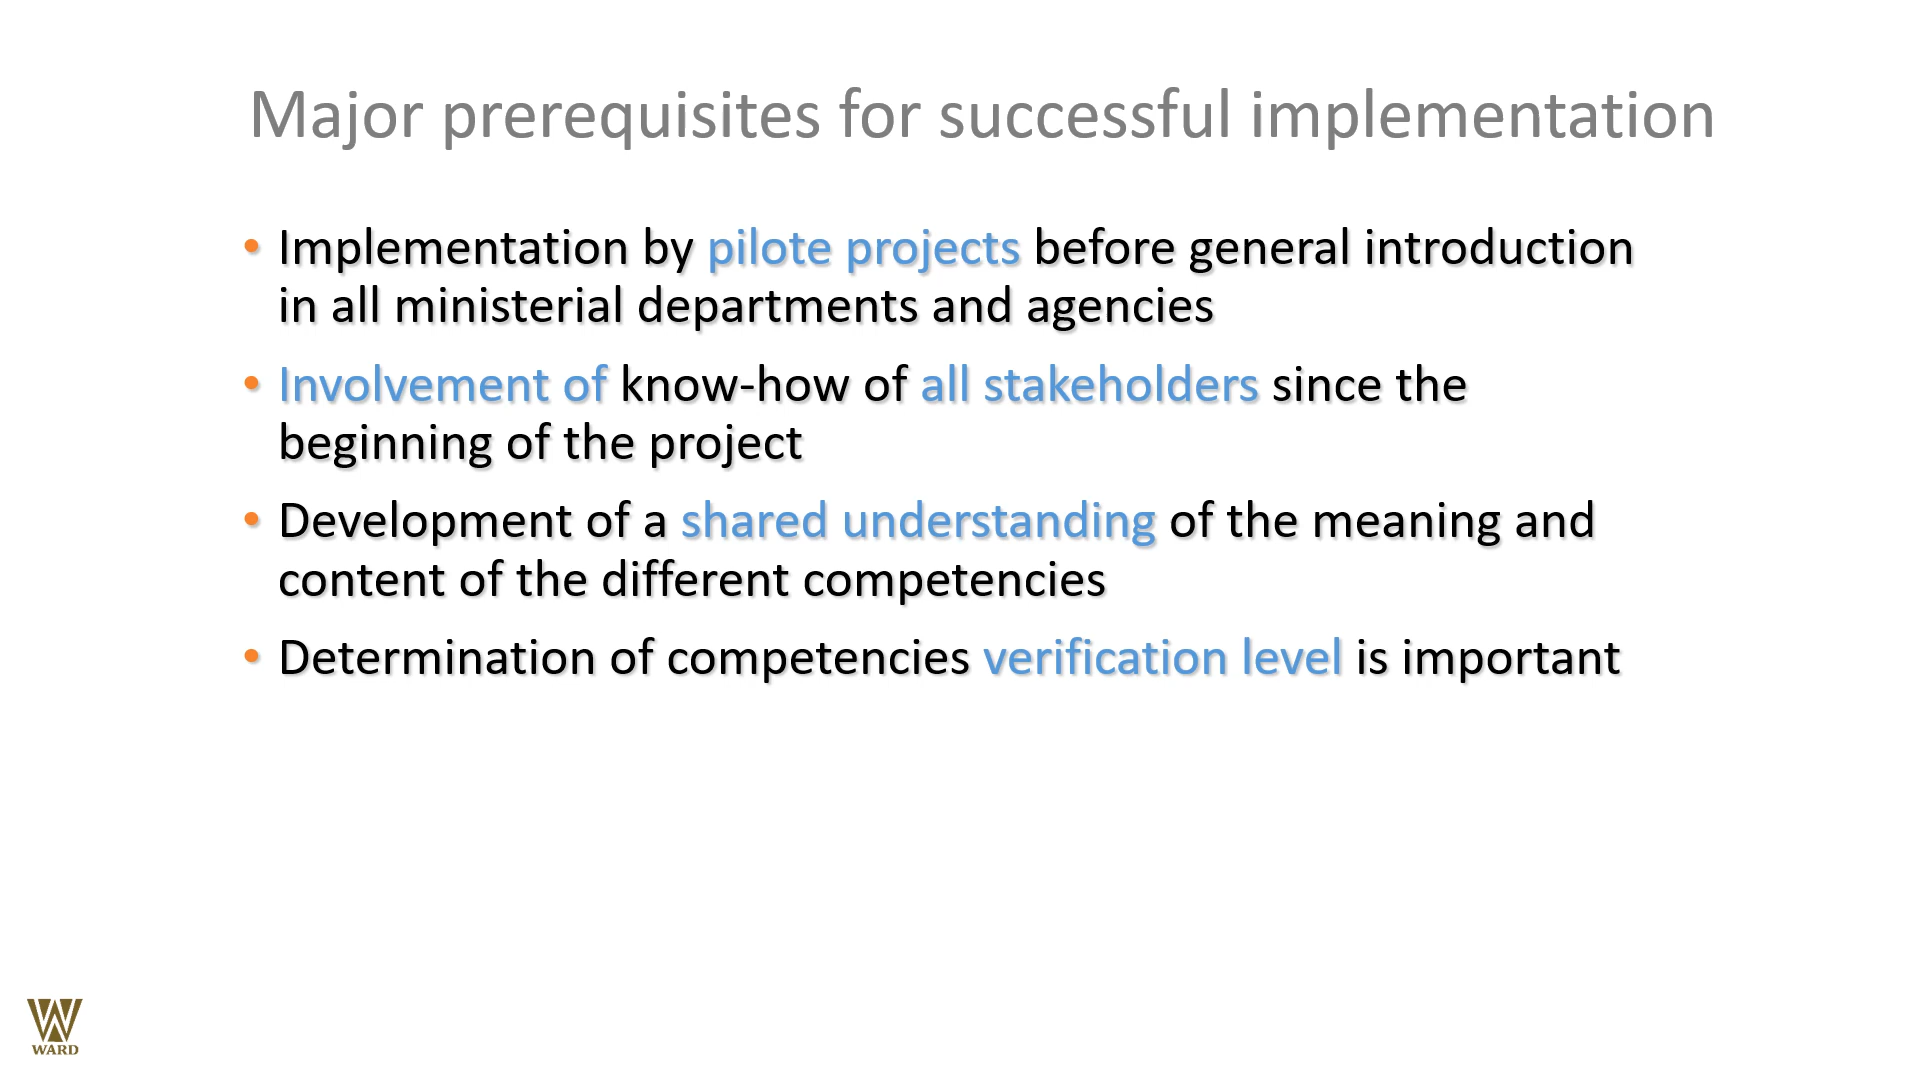 Major prerequisites for successful implementation
• Implementation by pilote projects before general introduction
in all ministerial departments and agencies
• Involvement of know-how of all stakeholders since the
beginning of the project
• Development of a shared understanding of the meaning and
content of the different competencies
• Determination of competencies verification level is important
WARD